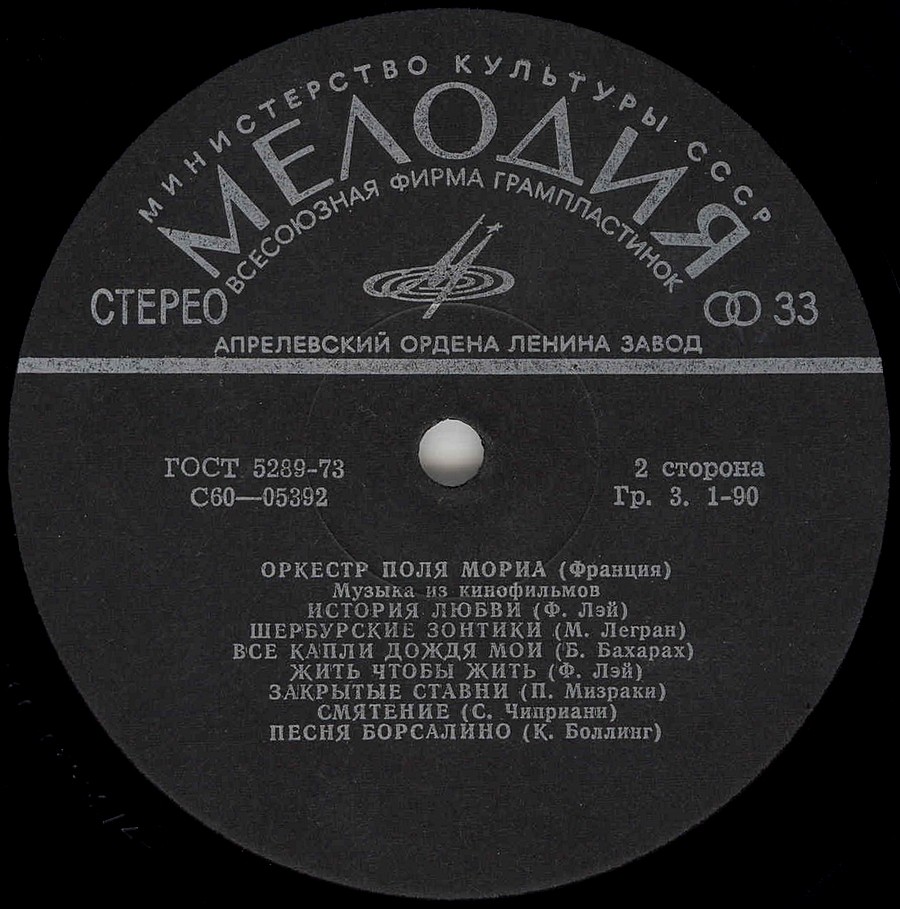 МИНИСТЕРСТВО КУЛЬТУРЫ СССР
МЕЛОДИЯ
ВСЕСОЮЗНАЯ ФИРМА ГРАМПЛАСТИНОК
СТЕРЕО
33
АПРЕЛЕВСКИЙ ОРДЕНА ЛЕНИНА ЗАВОД
ГОСТ 5289-73
С60—05392
2 сторона
Гр. 3. 1-90
ОРКЕСТР ПОЛЯ МОРИА (Франция)
Музыка из кинофильмов
ИСТОРИЯ ЛЮБВИ (Ф. Лэй)
ШЕРБУРСКИЕ ЗОНТИКИ (М. Легран)
ВСЕ КАПЛИ ДОЖДЯ МОИ (Б. Бахарах)
ЖИТЬ ЧТОБЫ ЖИТЬ (Ф. Лэй)
ЗАКРЫТЫЕ СТАВНИ (П. Мизраки)
СМЯТЕНИЕ (С. Чиприани)
ПЕСНЯ БОРСАЛИНО (К. Боллинг)